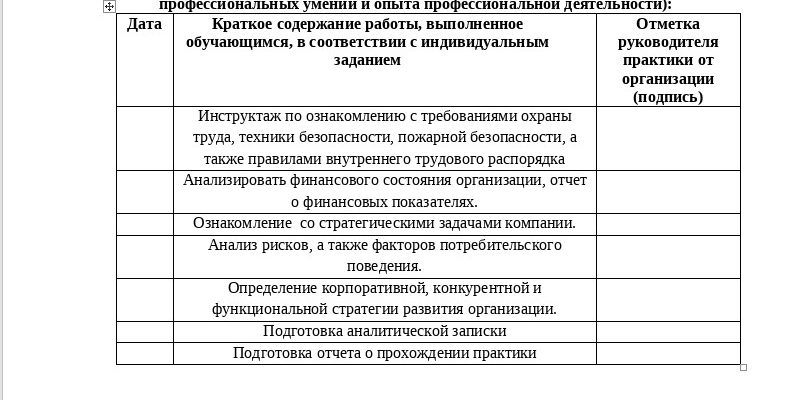 профессиональных умений и опыта профессиональной деятельности):
Дата
Краткое содержание работы, выполненное
обучающимся, в соответствии с индивидуальным
заданием
Отметка
руководителя
практики от
организации
(подпись)
Инструктаж по ознакомлению с требованиями охраны
труда, техники безопасности, пожарной безопасности, а
также правилами внутреннего трудового распорядка
Анализировать финансового состояния организации, отчет
о финансовых показателях.
Ознакомление  со стратегическими задачами компании.
Анализ рисков, а также факторов потребительского
поведения.
Определение корпоративной, конкурентной и
функциональной стратегии развития организации.
Подготовка аналитической записки
Подготовка отчета о прохождении практики